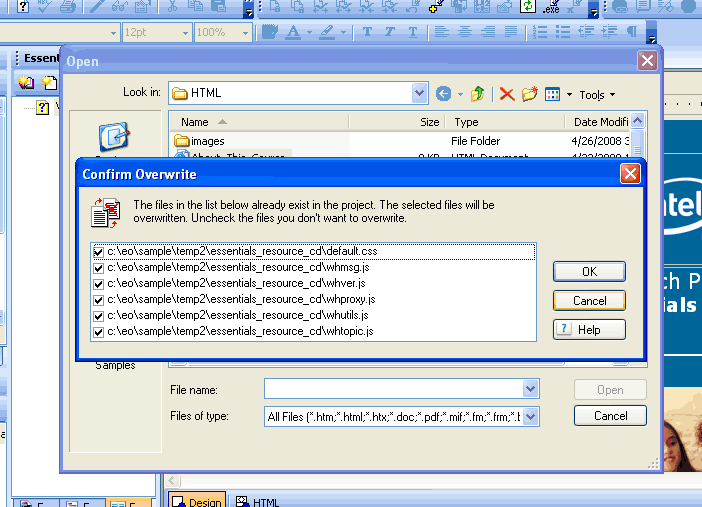 .exe
12pt
100%
Essent
Open
Look in:
HTML
Tools
Name
Size
Type
Date Modifi
images
File Folder
4/26/2008 3
About_This_Course
HTML Document
Confirm Overwrite
The files in the list below already exist in the project. The selected files will be
overwritten. Uncheck the files you don't want to overwrite.
c:\eo\sample\temp2\essentials_resource_cd\default.css
c:\eo\sample\temp2\essentials_resource_cd\whmsg.js
c:\eo\sample\temp2\essentials_resource_cd\whver.js
c:\eo\sample\temp2\essentials_resource_cd\whproxy.js
c:\eo\sample\temp2\essentials_resource_cd\whutils.js
c:\eo\sample\temp2\essentials_resource_cd\whtopic.js
OK
Cancel
Help
ntel
ch P
ials
Samples
File name:
Open
Files of type:
All Files (*.htm;*.html;*.htx;*.doc;*.pdf;*.mif;*.fm;*.frm;*.b
Cancel
Design
HTML